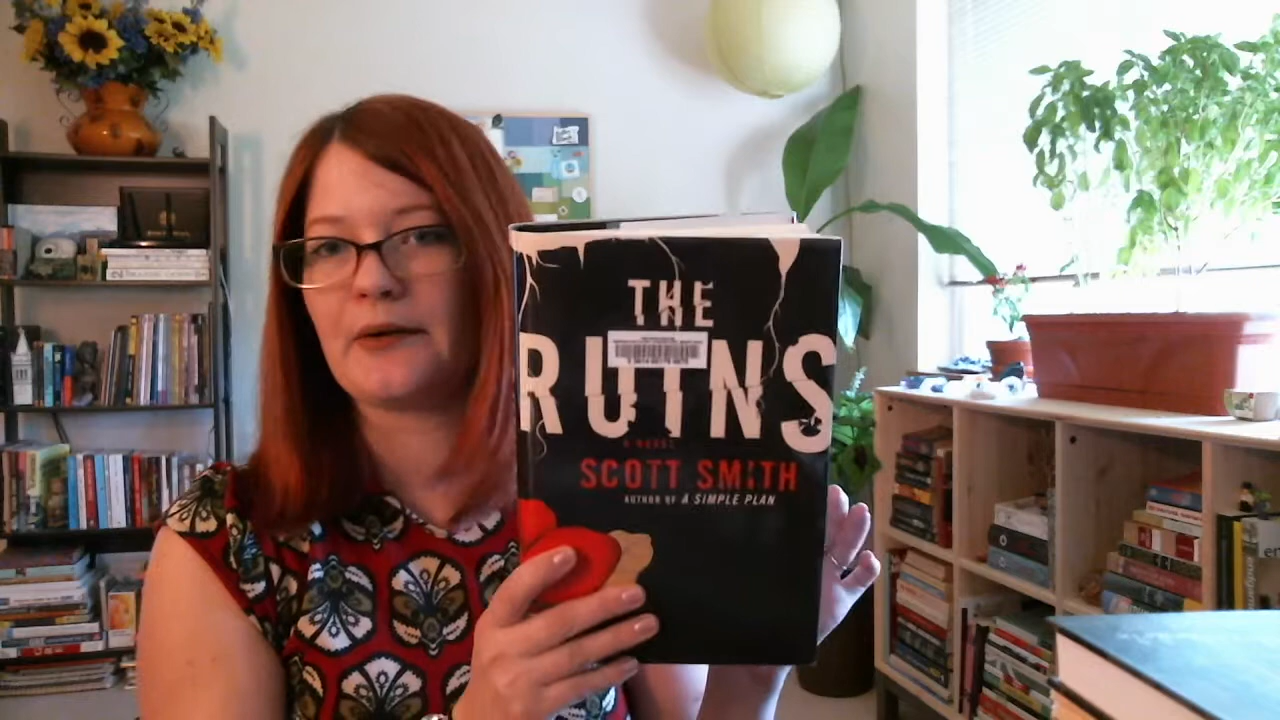 THE
RUINS
A NOVEL
SCOTT SMITH
AUTHOR OF A SIMPLE PLAN